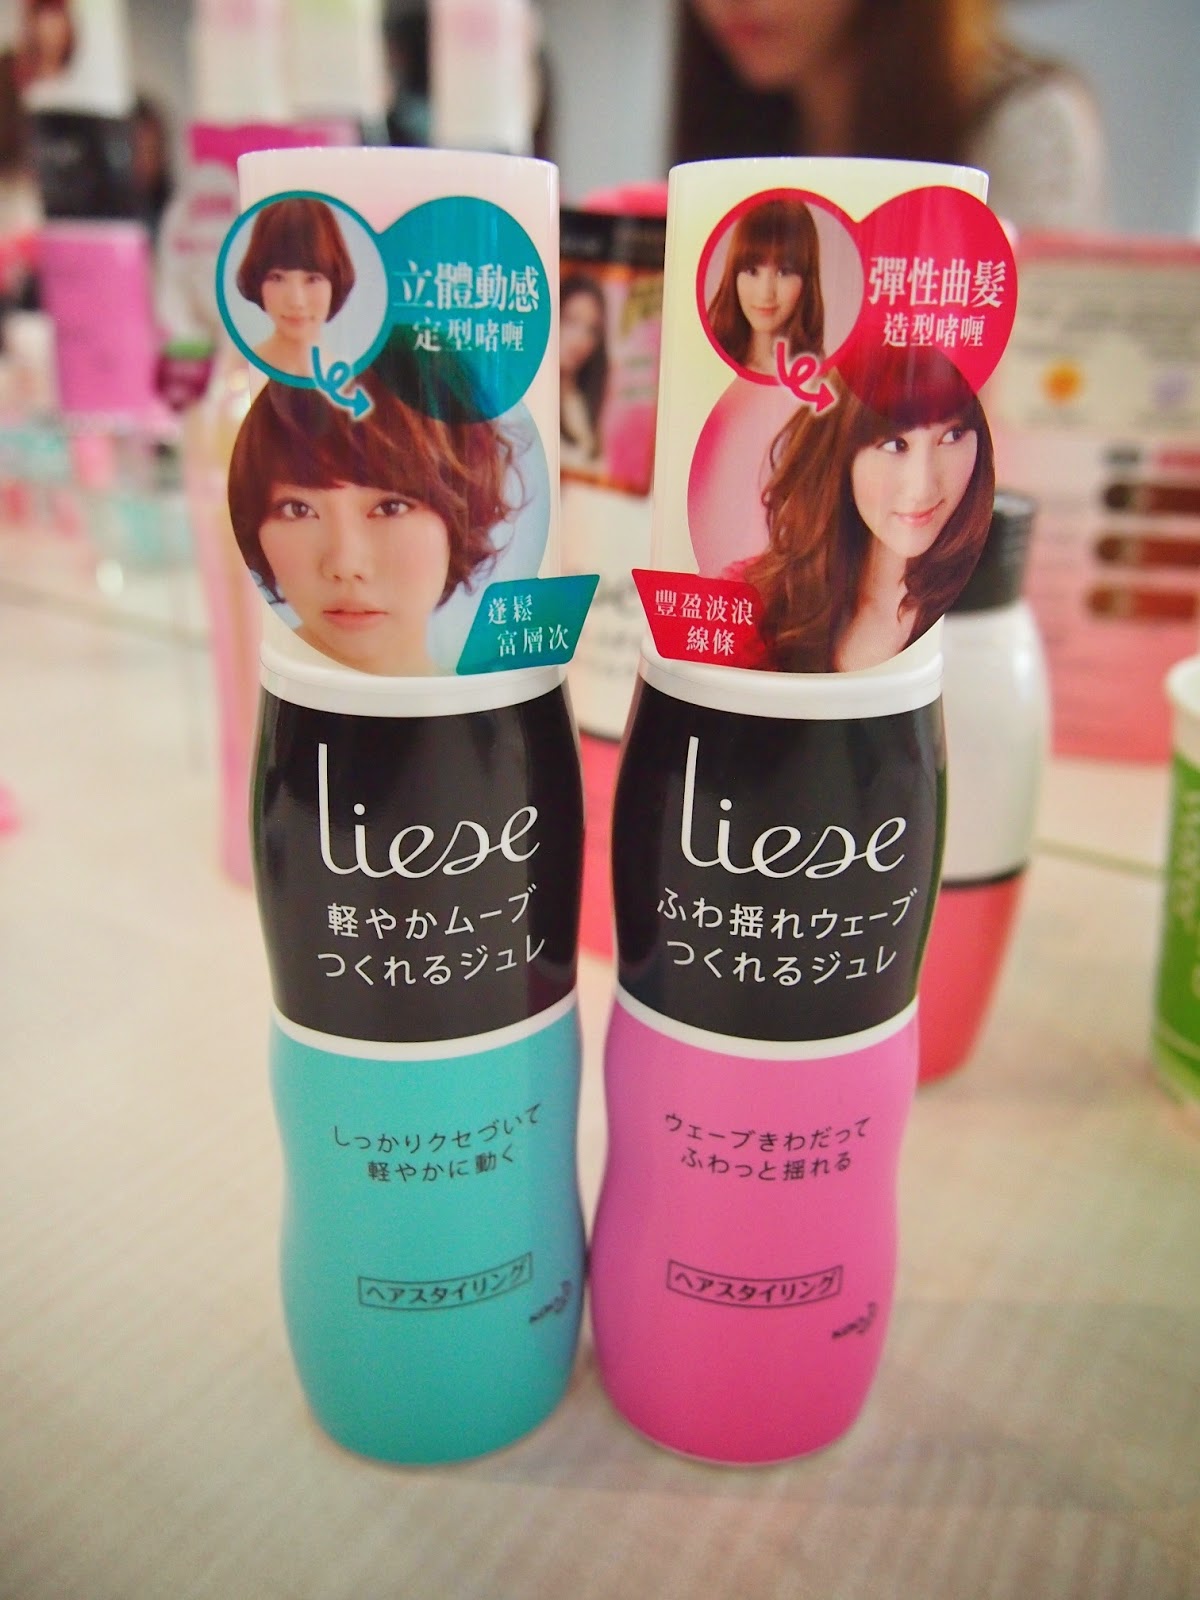 立體動感
定型啫喱
蓬鬆
富層次
Liese
軽やかムーブ
つくれるジュレ
しっかりクセづいて
軽やかに動く
ヘアスタイリング
彈性曲髮
造型啫喱
豐盈波浪
線條
Liese
ふわ揺れウェーブ
つくれるジュレ
ウェーブきわだって
ふわっと揺れる
ヘアスタイリング